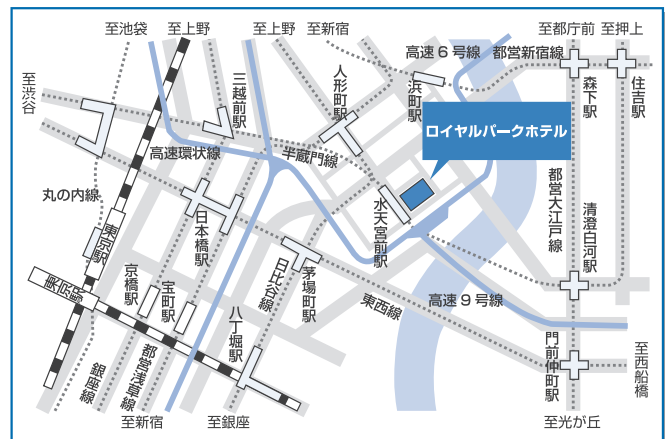 至池袋
至上野
至上野
至新宿
高速6号線
都営新宿線
至都庁前
至押上
至渋谷
三越前駅
人形町駅
浜町駅
森下駅
住吉駅
ロイヤルパークホテル
高速環状線
半蔵門線
丸の内線
東京駅
日本橋駅
水天宮前駅
都営大江戸線
清澄白河駅
東京駅
京橋駅
宝町駅
日比谷線
茅場町駅
東西線
高速9号線
八丁堀駅
門前仲町駅
至西船橋
銀座線
都営浅草線
至新宿
至銀座
至光が丘